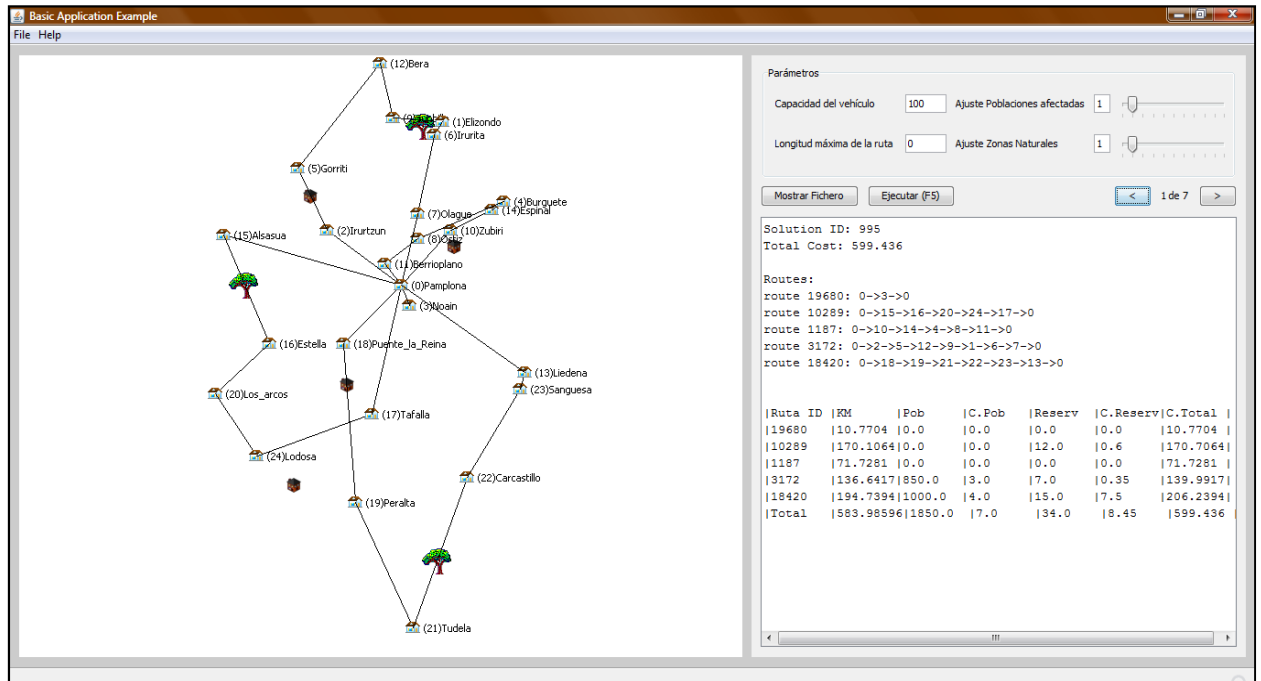 Basic Application Example
File Help
(12)Bera
(1)Elizondo
(6)Irurita
(5)Gorriti
(4)Burguete
(14)Espinal
(7)Olague
(2)Irurtzun
(10)Zubiri
(15)Alsasua
(8)Ostiz
(11)Berrioplano
(0)Pamplona
(3)Noain
(16)Estella
(18)Puente_la_Reina
(13)Liedena
(23)Sanguesa
(20)Los_arcos
(17)Tafalla
(24)Lodosa
(22)Carcastillo
(19)Peralta
(21)Tudela
Parámetros
Capacidad del vehículo 100 Ajuste Poblaciones afectadas 1
Longitud máxima de la ruta 0 Ajuste Zonas Naturales 1
Mostrar Fichero Ejecutar (F5) < 1 de 7 >
Solution ID: 995
Total Cost: 599.436
Routes:
route 19680: 0->3->0
route 10289: 0->15->16->20->24->17->0
route 1187: 0->10->14->4->8->11->0
route 3172: 0->2->5->12->9->1->6->7->0
route 18420: 0->18->19->21->22->23->13->0
|Ruta ID |KM |Pob |C.Pob |Reserv |C.Reserv|C.Total |
|19680 |10.7704 |0.0 |0.0 |0.0 |0.0 |10.7704 |
|10289 |170.1064|0.0 |0.0 |12.0 |0.6 |170.7064|
|1187 |71.7281 |0.0 |0.0 |0.0 |0.0 |71.7281 |
|3172 |136.6417|850.0 |3.0 |7.0 |0.35 |139.9917|
|18420 |194.7394|1000.0 |4.0 |15.0 |7.5 |206.2394|
|Total |583.98596|1850.0 |7.0 |34.0 |8.45 |599.436 |